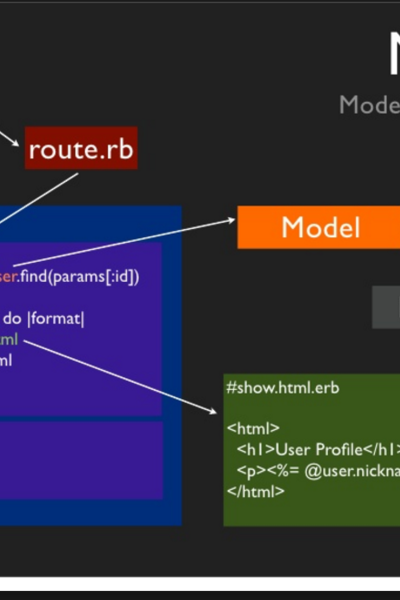 Mode
route.rb
Model
ser.find(params[:id])
do |format|
tml
ml
#show.html.erb
<html>
<h1>User Profile</h1>
<p><%= @user.nickna
</html>